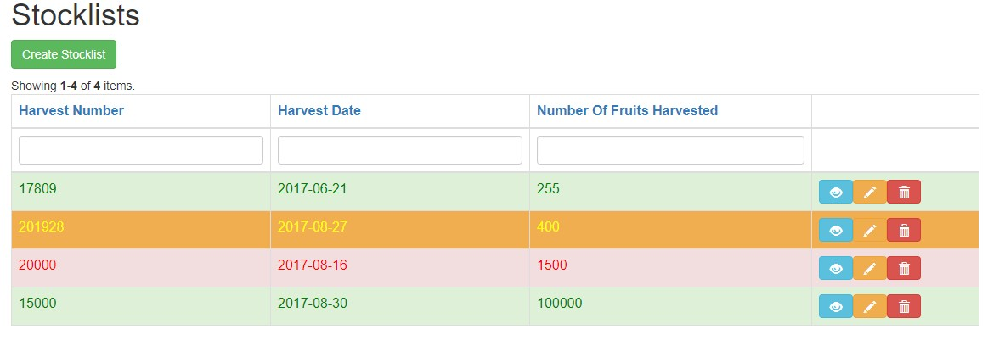 Stocklists
Create Stocklist
Showing 1-4 of 4 items.
Harvest Number Harvest Date Number Of Fruits Harvested
17809 2017-06-21 255
201928 2017-08-27 400
20000 2017-08-16 1500
15000 2017-08-30 100000